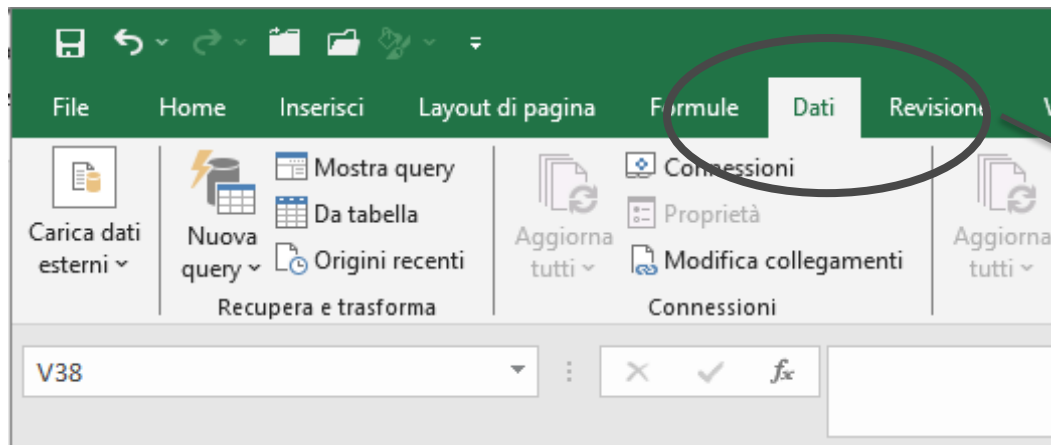 File Home Inserisci Layout di pagina Formule Dati Revisione
Mostra query
Da tabella
Origini recenti
Carica dati
esterni
Nuova
query
Recupera e trasforma
Aggiorna
tutti
Connessioni
Proprietà
Modifica collegamenti
Connessioni
Aggiorna
tutti
V38
fx